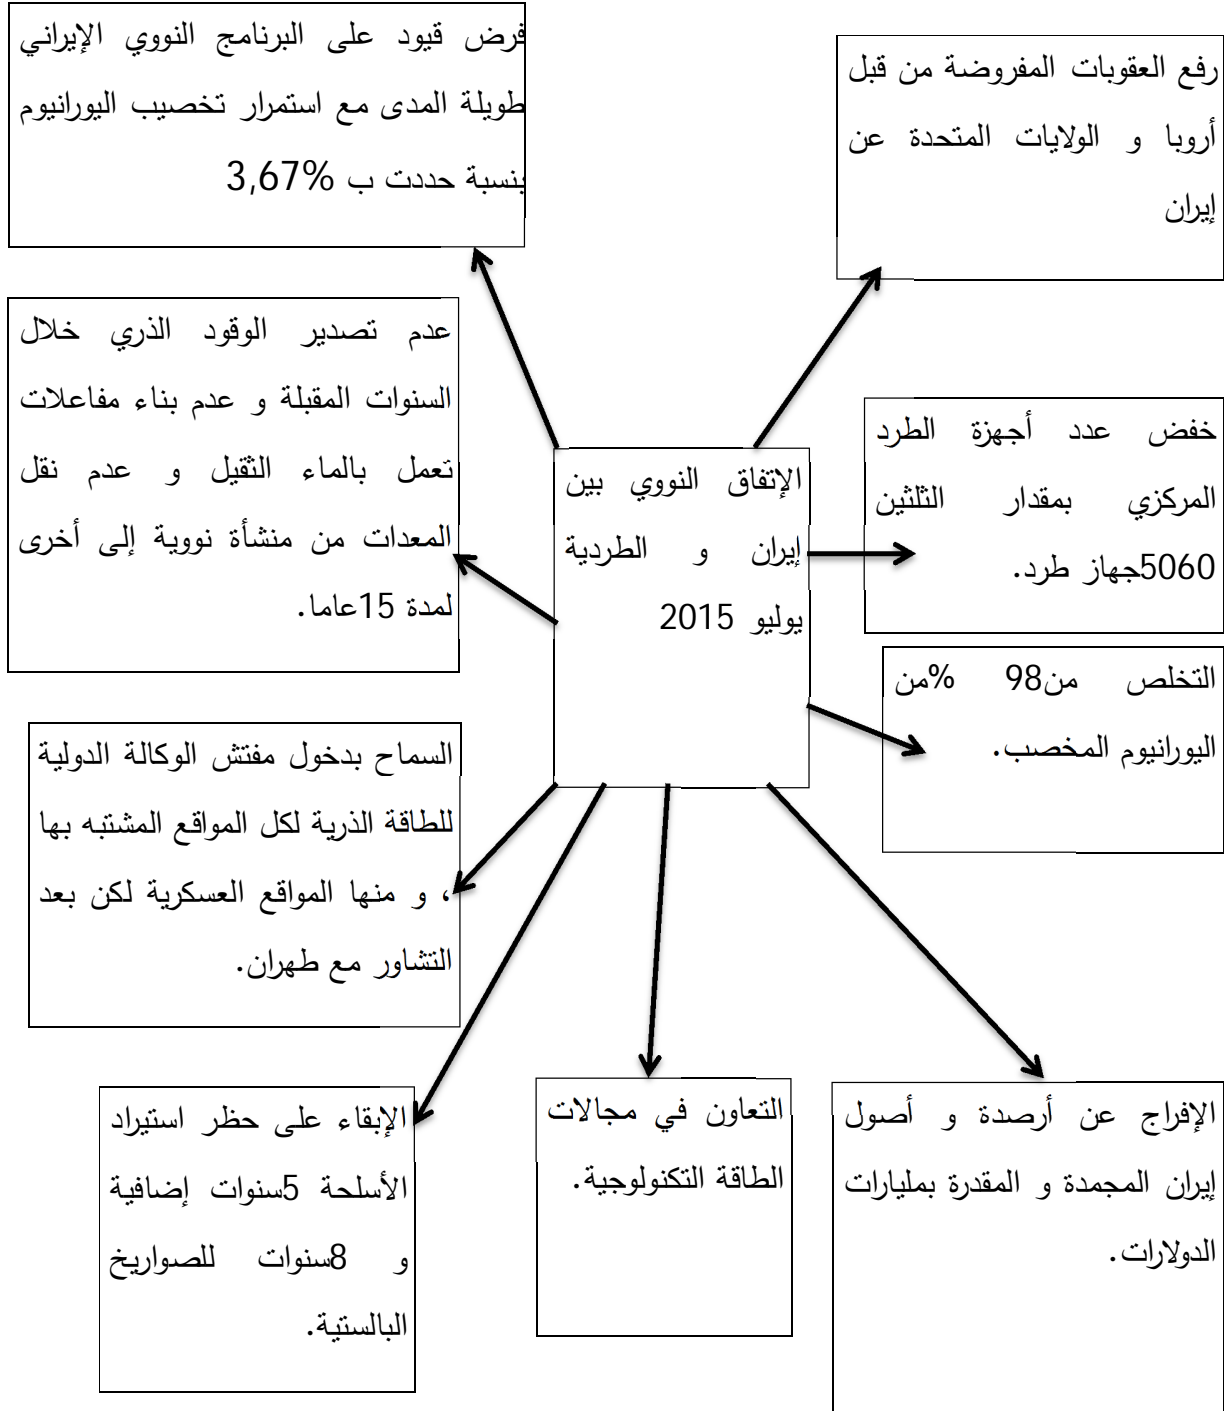 رفع العقوبات المفروضة من قبل
أروبا و الولايات المتحدة عن
إيران
فرض قيود على البرنامج النووي الإيراني
طويلة المدى مع استمرار تخصيب اليورانيوم
بنسبة حددت ب 3,67%
عدم تصدير الوقود الذري خلال
السنوات المقبلة و عدم بناء مفاعلات
تعمل بالماء الثقيل و عدم نقل
المعدات من منشأة نووية إلى أخرى
لمدة 15عاما.
خفض عدد أجهزة الطرد
المركزي بمقدار الثلثين
5060جهاز طرد.
الإتفاق النووي بين
إيران و الطردية
يوليو 2015
التخلص من98 %من
اليورانيوم المخصب.
السماح بدخول مفتش الوكالة الدولية
للطاقة الذرية لكل المواقع المشتبه بها
، و منها المواقع العسكرية لكن بعد
التشاور مع طهران.
الإفراج عن أرصدة و أصول
إيران المجمدة و المقدرة بمليارات
الدولارات.
التعاون في مجالات
الطاقة التكنولوجية.
الإبقاء على حظر استيراد
الأسلحة 5سنوات إضافية
و 8سنوات للصواريخ
البالستية.